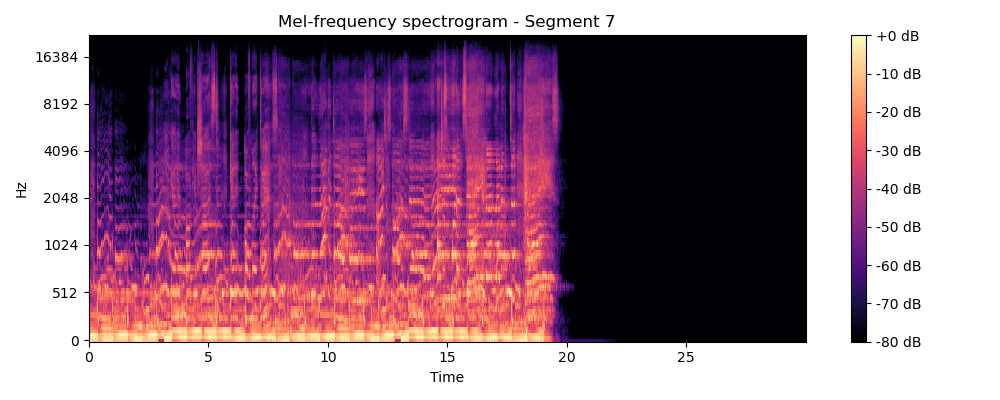 Mel-frequency spectrogram - Segment 7
Hz
16384
8192
4096
2048
1024
512
0
0 5 10 15 20 25
Time
+0 dB
-10 dB
-20 dB
-30 dB
-40 dB
-50 dB
-60 dB
-70 dB
-80 dB